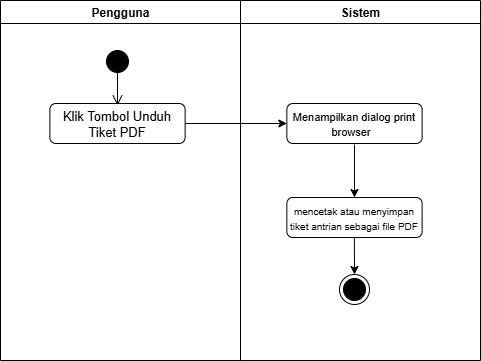 Pengguna
Sistem
Klik Tombol Unduh
Tiket PDF
Menampilkan dialog print
browser
mencetak atau menyimpan
tiket antrian sebagai file PDF